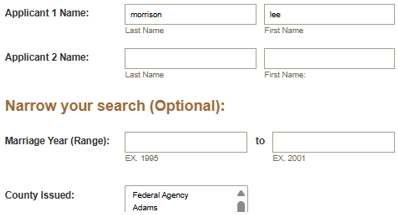 Applicant 1 Name: morrison lee
Last Name First Name
Applicant 2 Name:
Last Name First Name:
Narrow your search (Optional):
Marriage Year (Range): to
EX. 1995 EX. 2001
County Issued: Federal Agency
Adams